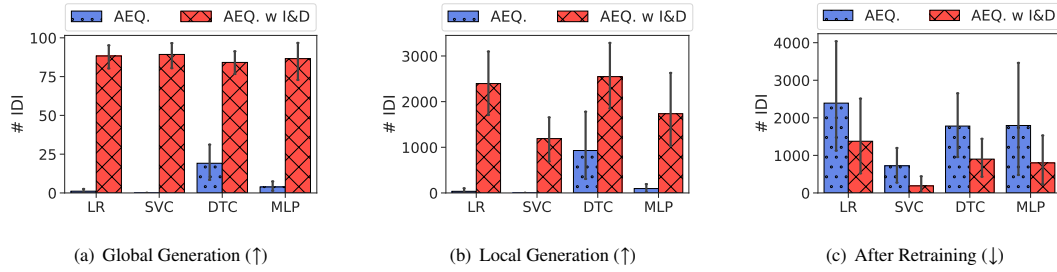 AEQ. AEQ. w I&D
# IDI
100
75
50
25
0
LR SVC DTC MLP
(a) Global Generation (↑)
AEQ. AEQ. w I&D
# IDI
3000
2000
1000
0
LR SVC DTC MLP
(b) Local Generation (↑)
AEQ. AEQ. w I&D
# IDI
4000
3000
2000
1000
0
LR SVC DTC MLP
(c) After Retraining (↓)